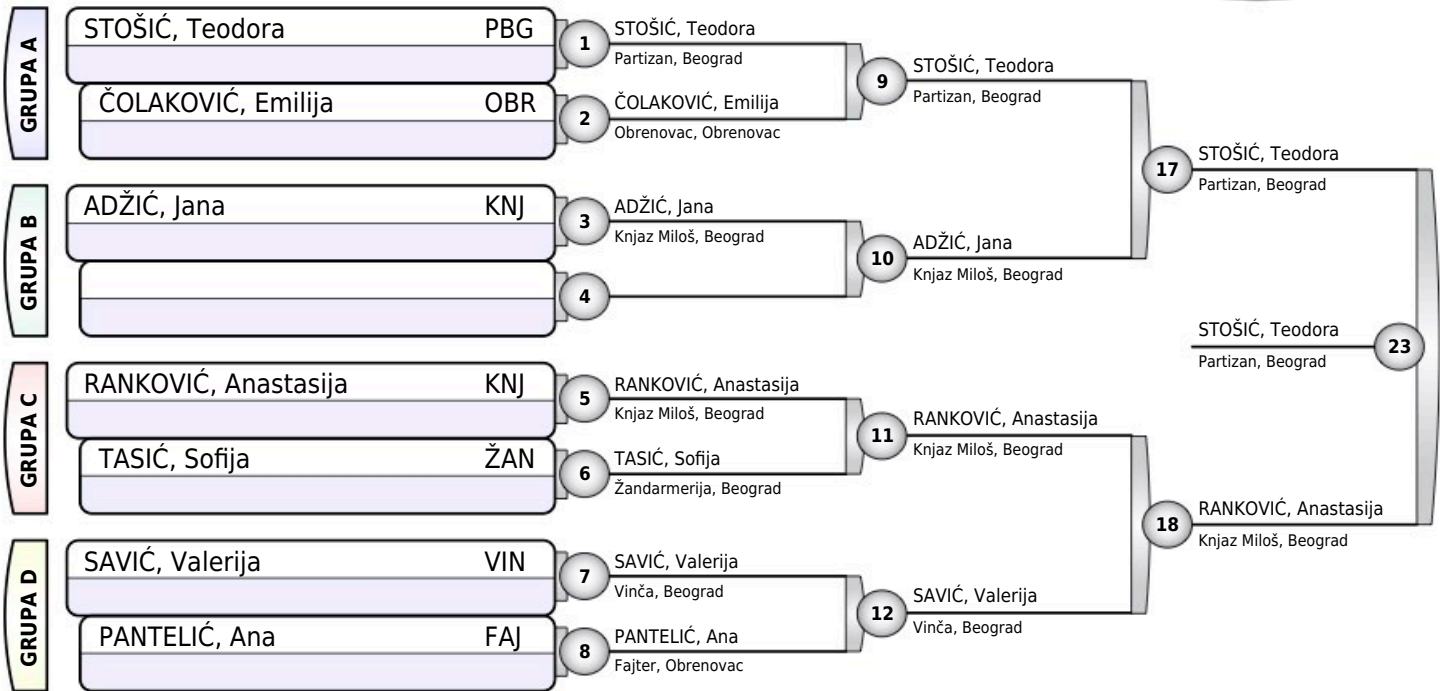 GRUPA A
STOŠIĆ, Teodora PBG
ČOLAKOVIĆ, Emilija OBR
1
STOŠIĆ, Teodora
Partizan, Beograd
2
ČOLAKOVIĆ, Emilija
Obrenovac, Obrenovac
9
STOŠIĆ, Teodora
Partizan, Beograd
GRUPA B
ADŽIĆ, Jana KNJ
3
ADŽIĆ, Jana
Knjaz Miloš, Beograd
4
10
ADŽIĆ, Jana
Knjaz Miloš, Beograd
17
STOŠIĆ, Teodora
Partizan, Beograd
GRUPA C
RANKOVIĆ, Anastasija KNJ
TASIĆ, Sofija ŽAN
5
RANKOVIĆ, Anastasija
Knjaz Miloš, Beograd
6
TASIĆ, Sofija
Žandarmerija, Beograd
11
RANKOVIĆ, Anastasija
Knjaz Miloš, Beograd
GRUPA D
SAVIĆ, Valerija VIN
PANTELIĆ, Ana FAJ
7
SAVIĆ, Valerija
Vinča, Beograd
8
PANTELIĆ, Ana
Fajter, Obrenovac
12
SAVIĆ, Valerija
Vinča, Beograd
18
RANKOVIĆ, Anastasija
Knjaz Miloš, Beograd
STOŠIĆ, Teodora
Partizan, Beograd
23